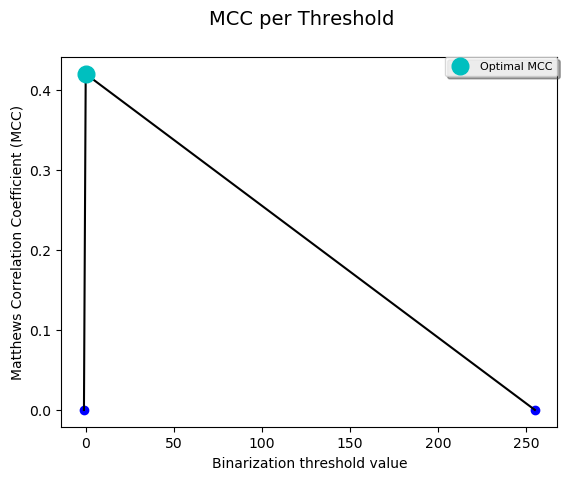 MCC per Threshold
Optimal MCC
Matthews Correlation Coefficient (MCC)
0.4
0.3
0.2
0.1
0.0
0 50 100 150 200 250
Binarization threshold value